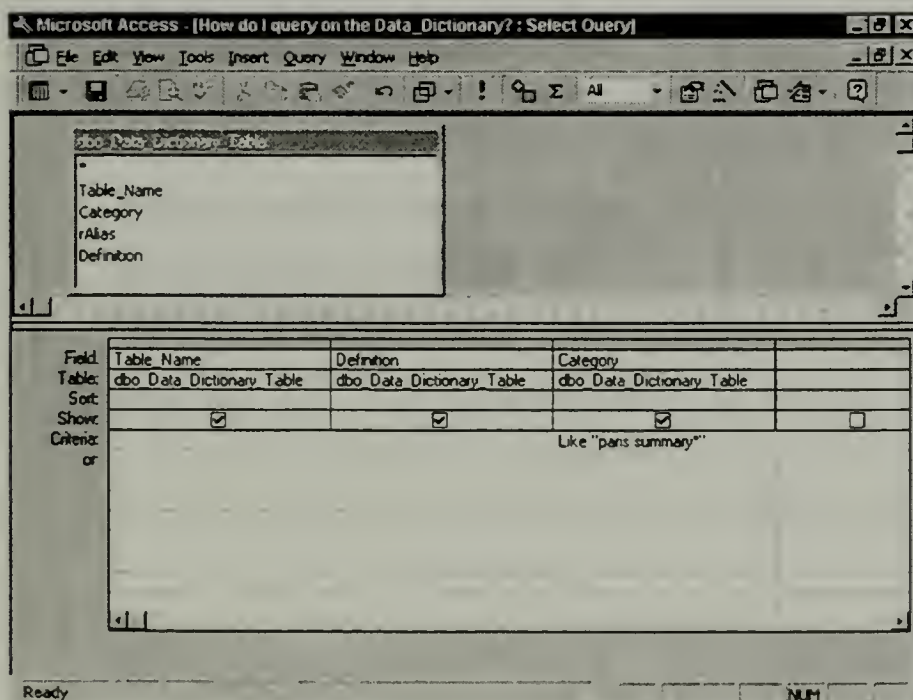 Microsoft Access - [How do I query on the Data_Dictionary? : Select Query]
File Edit View Tools Insert Query Window Help
All
dbo_Data_Dictionary_Table
*
Table_Name
Category
rAlias
Definition
Field: Table_Name Definition Category
Table: dbo_Data_Dictionary_Table dbo_Data_Dictionary_Table dbo_Data_Dictionary_Table
Sort:
Show:
Criteria: Like "pans summary*"
or
Ready NUM